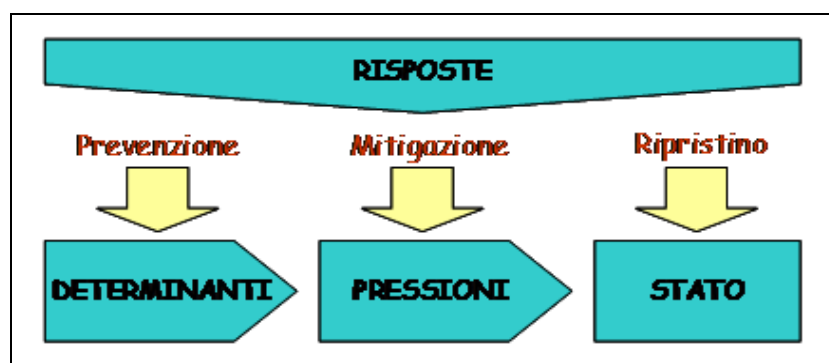 RISPOSTE
Prevenzione Mitigazione Ripristino
DETERMINANTI PRESSIONI STATO